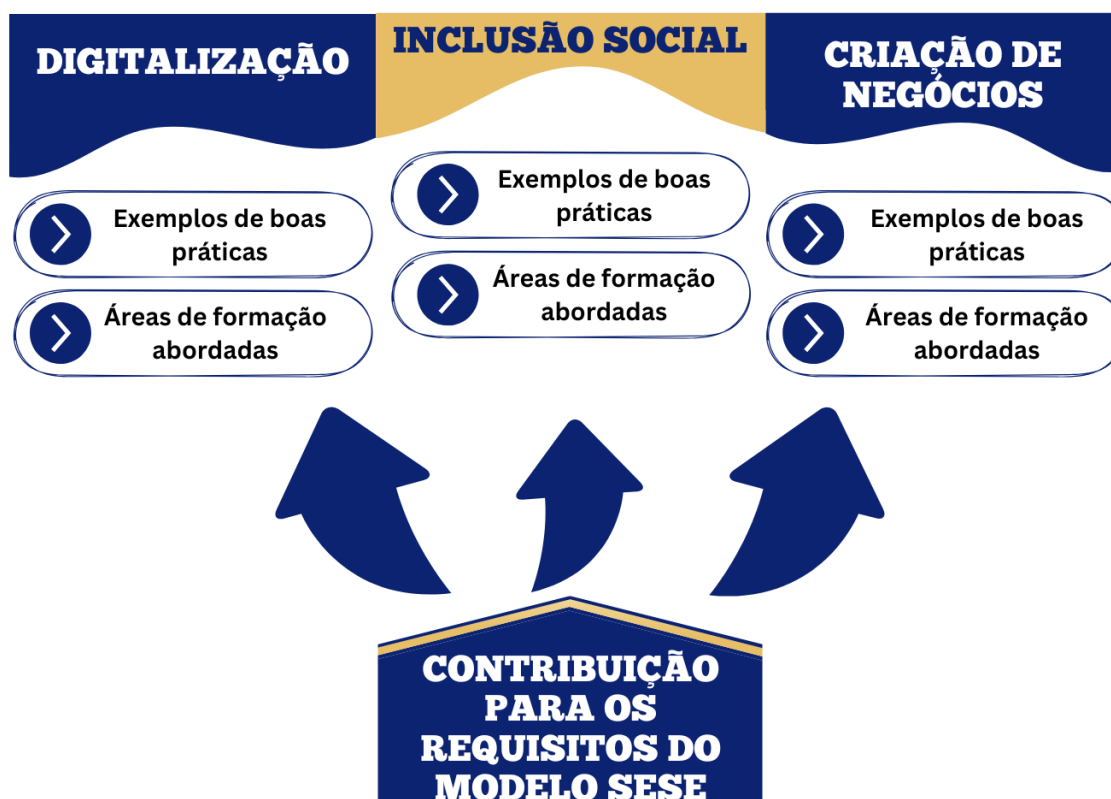 DIGITALIZAÇÃO
Exemplos de boas
práticas
Áreas de formação
abordadas
INCLUSÃO SOCIAL
Exemplos de boas
práticas
Áreas de formação
abordadas
CRIAÇÃO DE
NEGÓCIOS
Exemplos de boas
práticas
Áreas de formação
abordadas
CONTRIBUIÇÃO
PARA OS
REQUISITOS DO
MODELO SESE